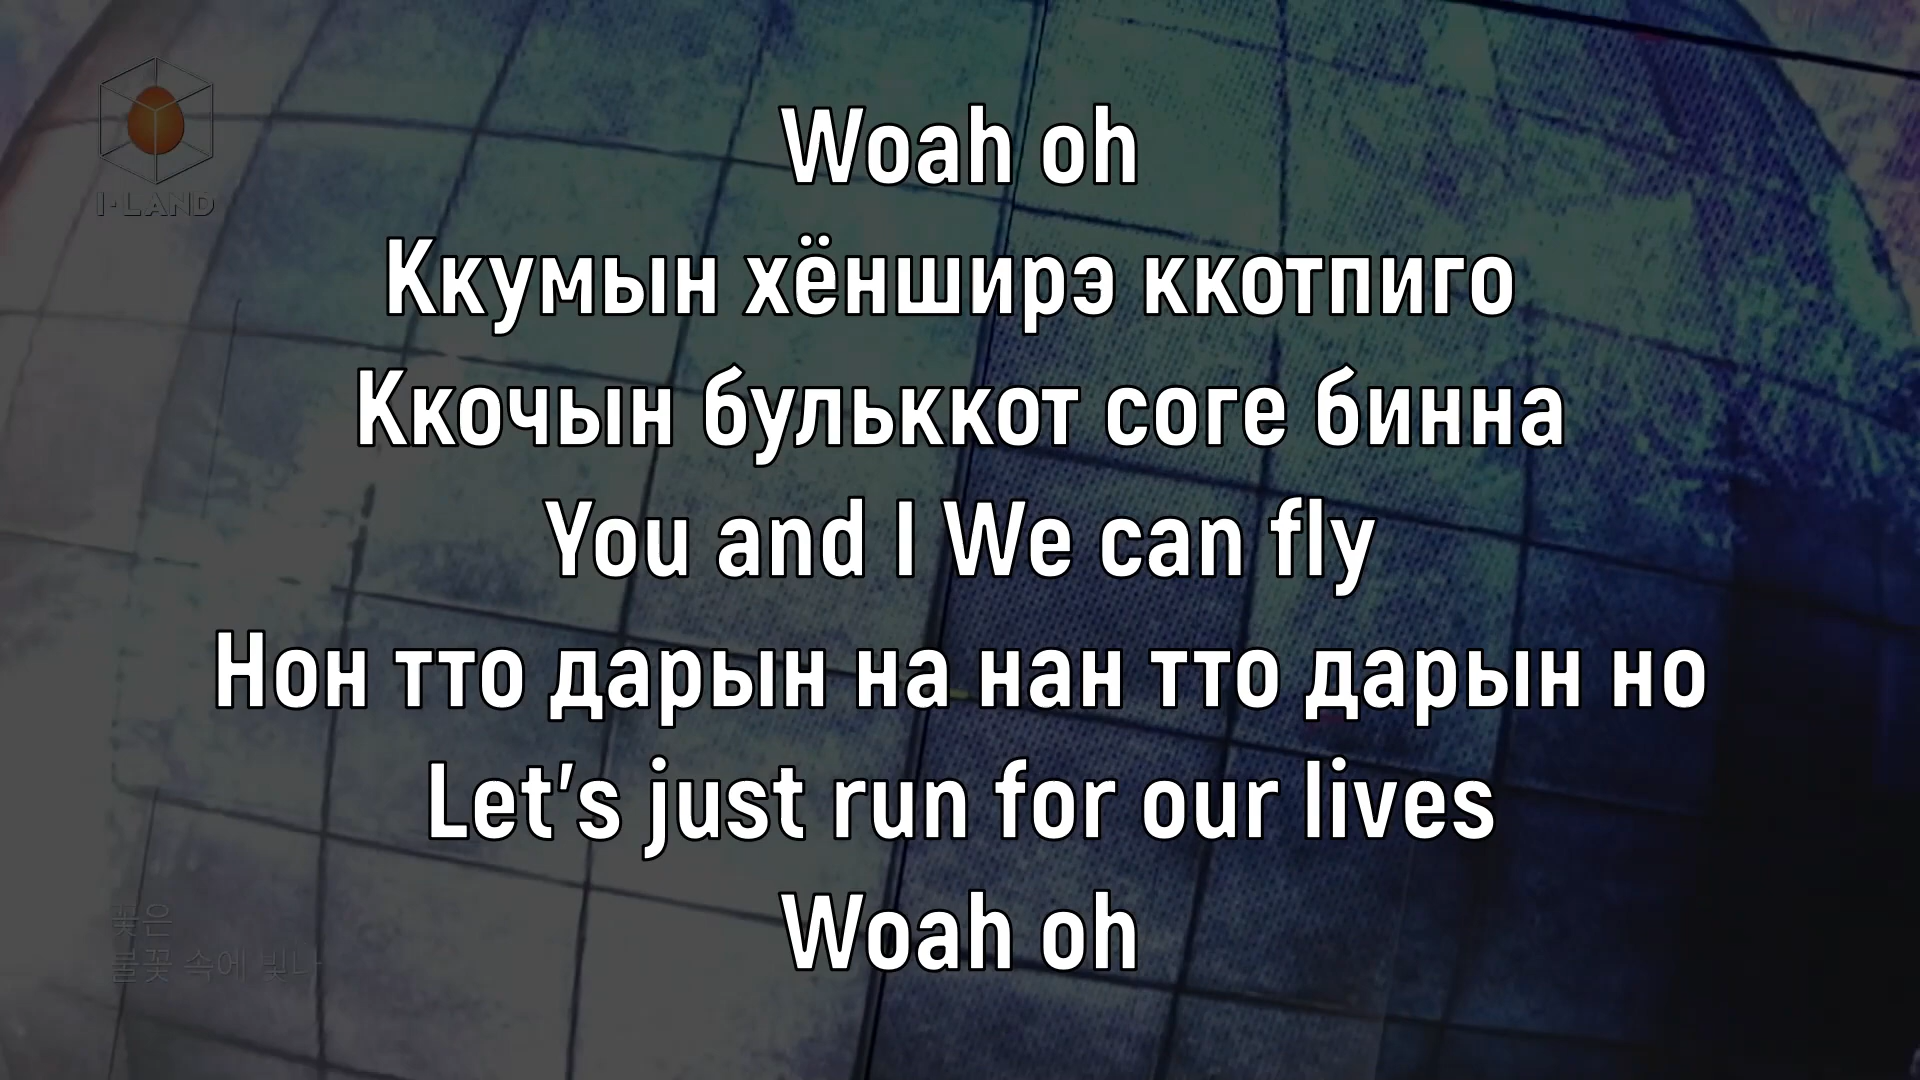 I·LAND
Woah oh
Ккумын хёнширэ ккотпиго
Ккочын бульккот соге бинна
You and I We can fly
Нон тто дарын на нан тто дарын но
Let's just run for our lives
Woah oh
꽃은
불꽃 속에 빛나